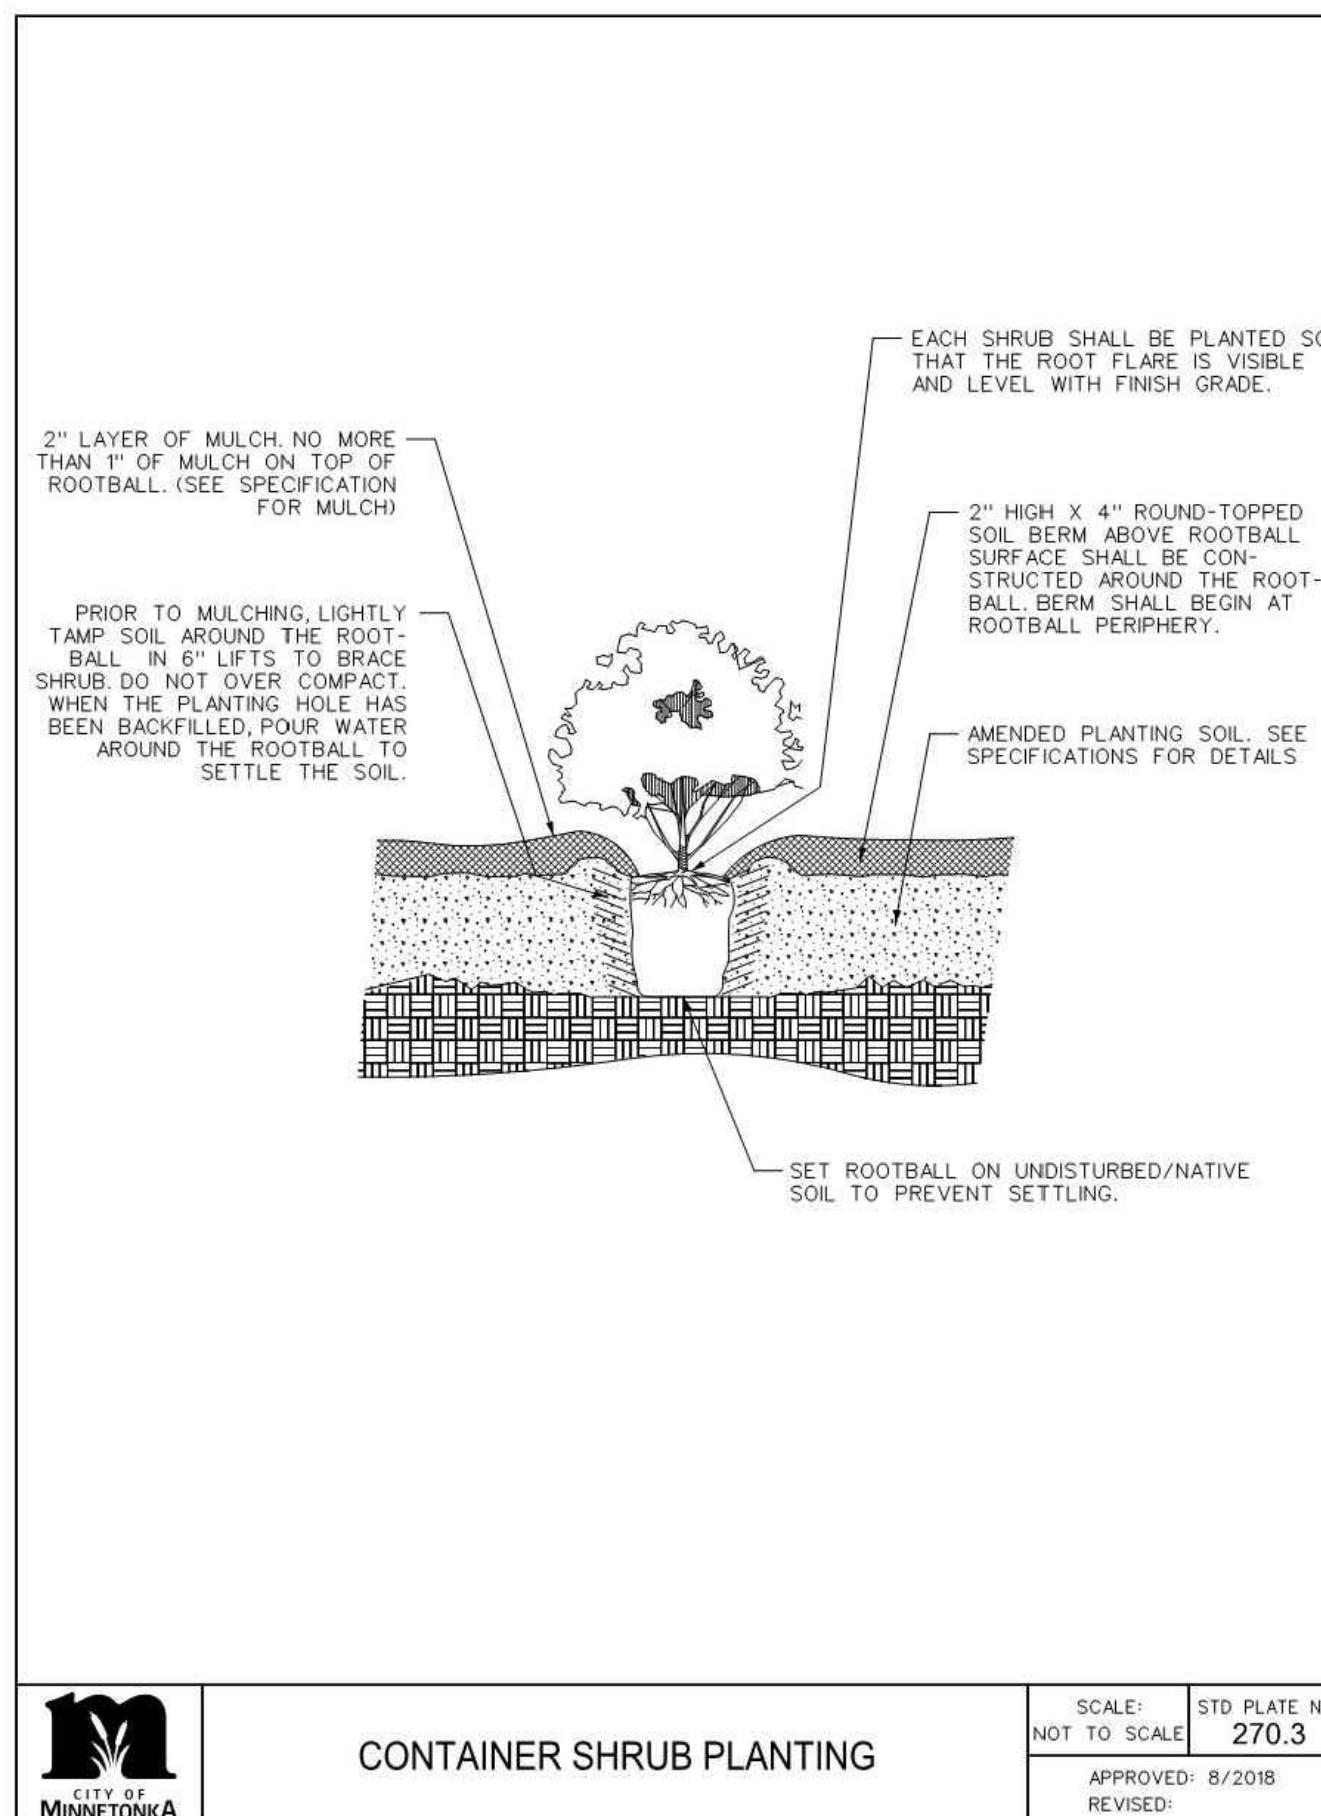 EACH SHRUB SHALL BE PLANTED SO
THAT THE ROOT FLARE IS VISIBLE
AND LEVEL WITH FINISH GRADE.
2" LAYER OF MULCH. NO MORE
THAN 1" OF MULCH ON TOP OF
ROOTBALL. (SEE SPECIFICATION
FOR MULCH)
2" HIGH X 4" ROUND-TOPPED
SOIL BERM ABOVE ROOTBALL
SURFACE SHALL BE CON-
STRUCTED AROUND THE ROOT-
BALL. BERM SHALL BEGIN AT
ROOTBALL PERIPHERY.
PRIOR TO MULCHING, LIGHTLY
TAMP SOIL AROUND THE ROOT-
BALL IN 6" LIFTS TO BRACE
SHRUB. DO NOT OVER COMPACT.
WHEN THE PLANTING HOLE HAS
BEEN BACKFILLED, POUR WATER
AROUND THE ROOTBALL TO
SETTLE THE SOIL.
AMENDED PLANTING SOIL. SEE
SPECIFICATIONS FOR DETAILS
SET ROOTBALL ON UNDISTURBED/NATIVE
SOIL TO PREVENT SETTLING.
CITY OF
MINNETONKA
CONTAINER SHRUB PLANTING
SCALE:
NOT TO SCALE
STD PLATE N
270.3
APPROVED: 8/2018
REVISED: